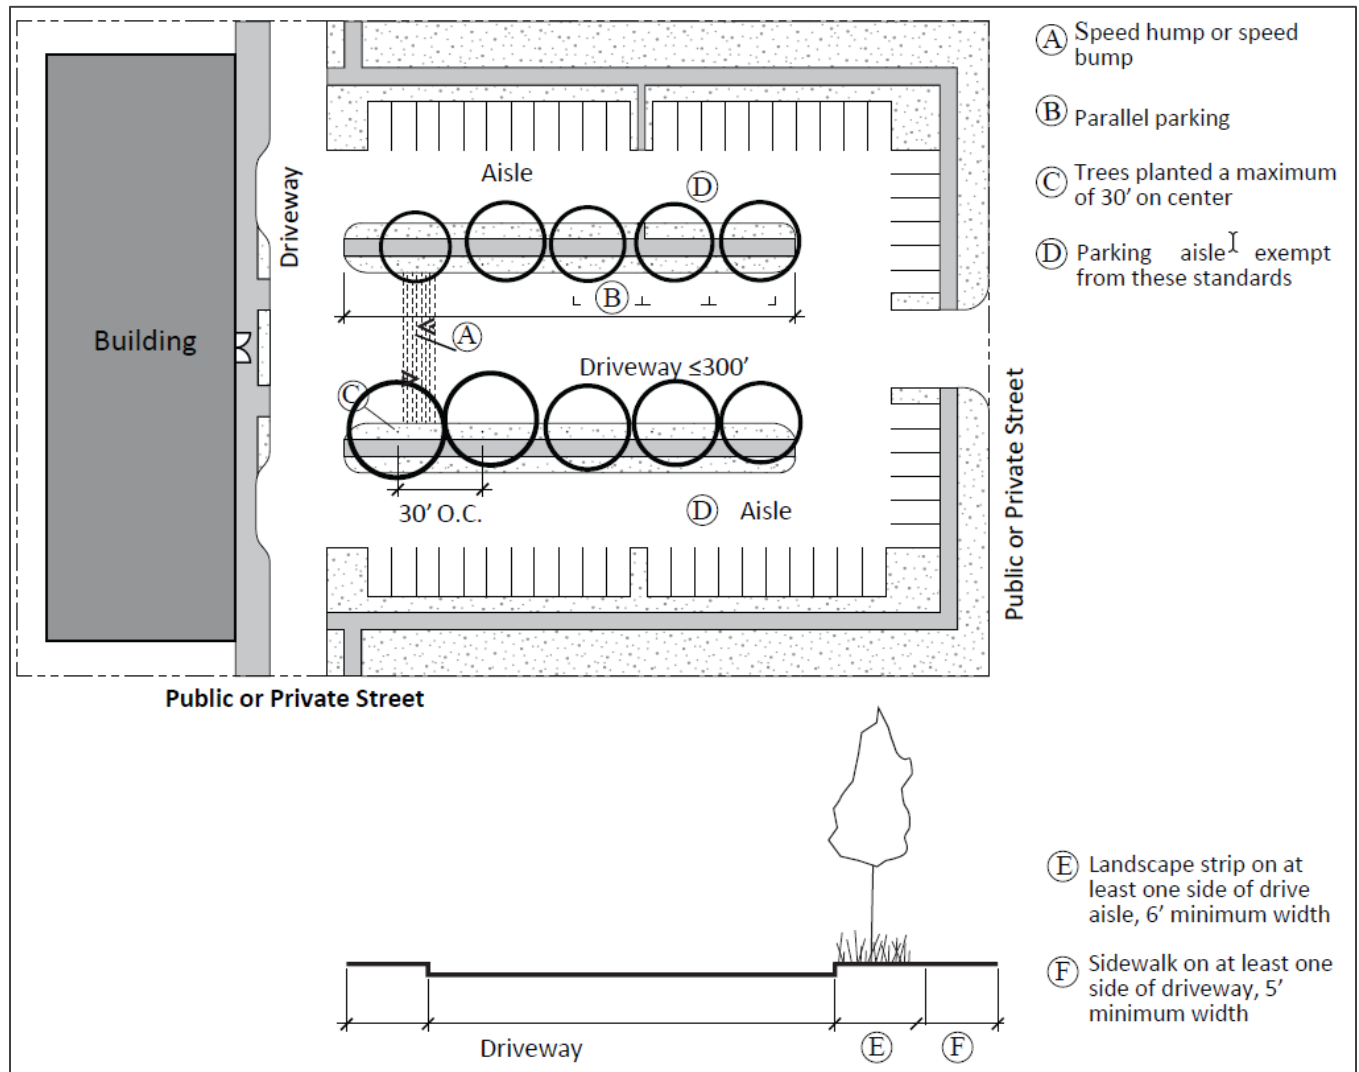 A Speed hump or speed
bump
B Parallel parking
C Trees planted a maximum
of 30’ on center
D Parking aisle exempt
from these standards
Driveway
Aisle
D
B
A
Building
Driveway ≤300’
C
30’ O.C.
D Aisle
Public or Private Street
Public or Private Street
E Landscape strip on at
least one side of drive
aisle, 6’ minimum width
F Sidewalk on at least one
side of driveway, 5’
minimum width
Driveway
E
F